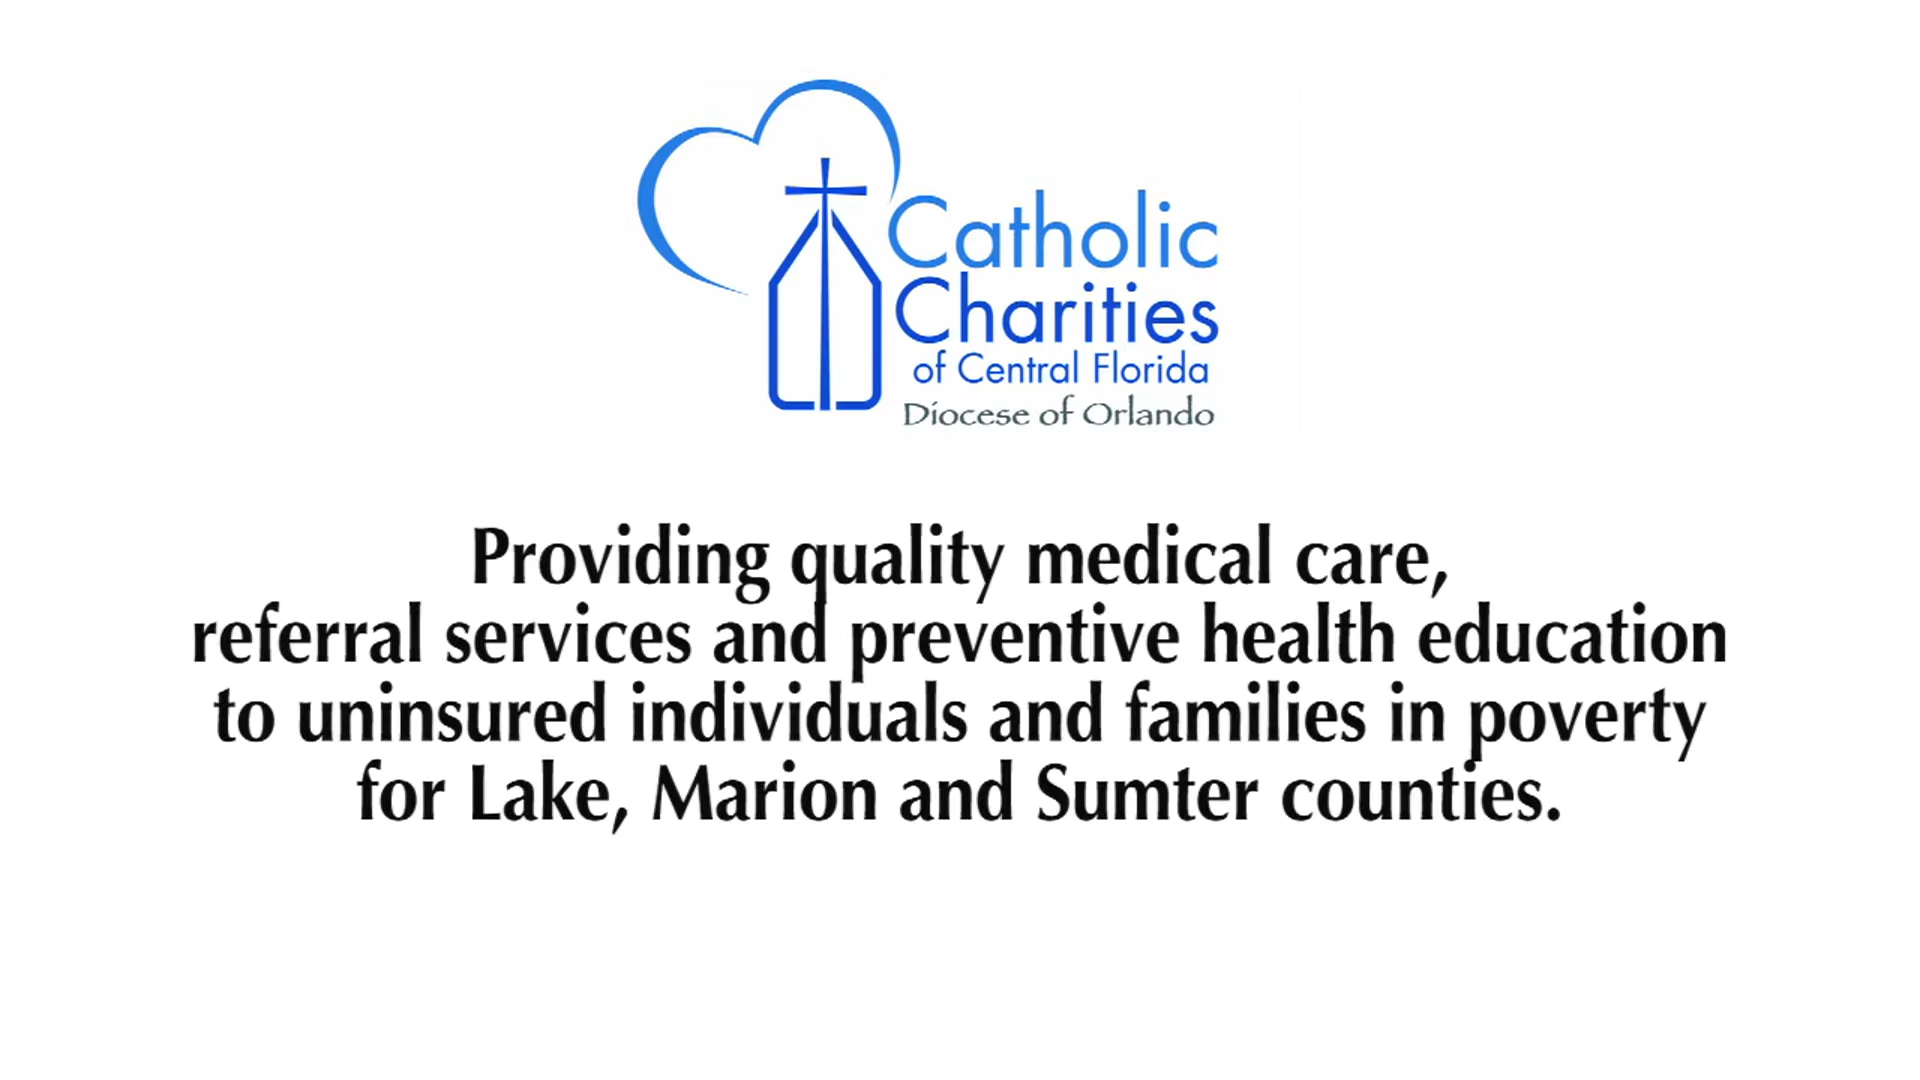 Catholic
Charities
of Central Florida
Diocese of Orlando
Providing quality medical care,
referral services and preventive health education
to uninsured individuals and families in poverty
for Lake, Marion and Sumter counties.